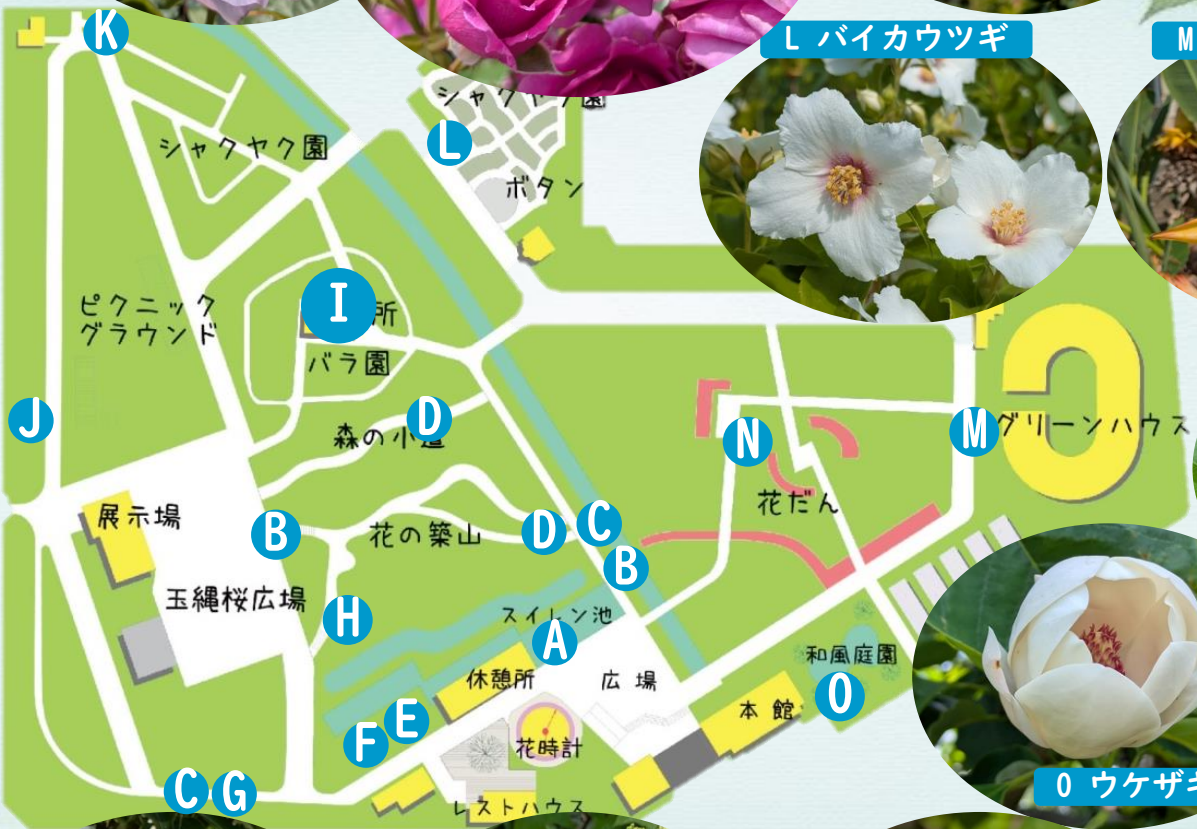 K
L バイカウツギ
M
シャクヤク園
L
シャクヤク園
ボタン
ピクニック
グラウンド
I
所
バラ園
J
D
森の小道
M
グリーンハウス
N
花だん
展示場
B
花の築山
D
C
B
玉縄桜広場
H
スイレン池
A
休憩所
広場
和風庭園
O
本館
E
F
花時計
C
G
レストハウス
O ウケザキ